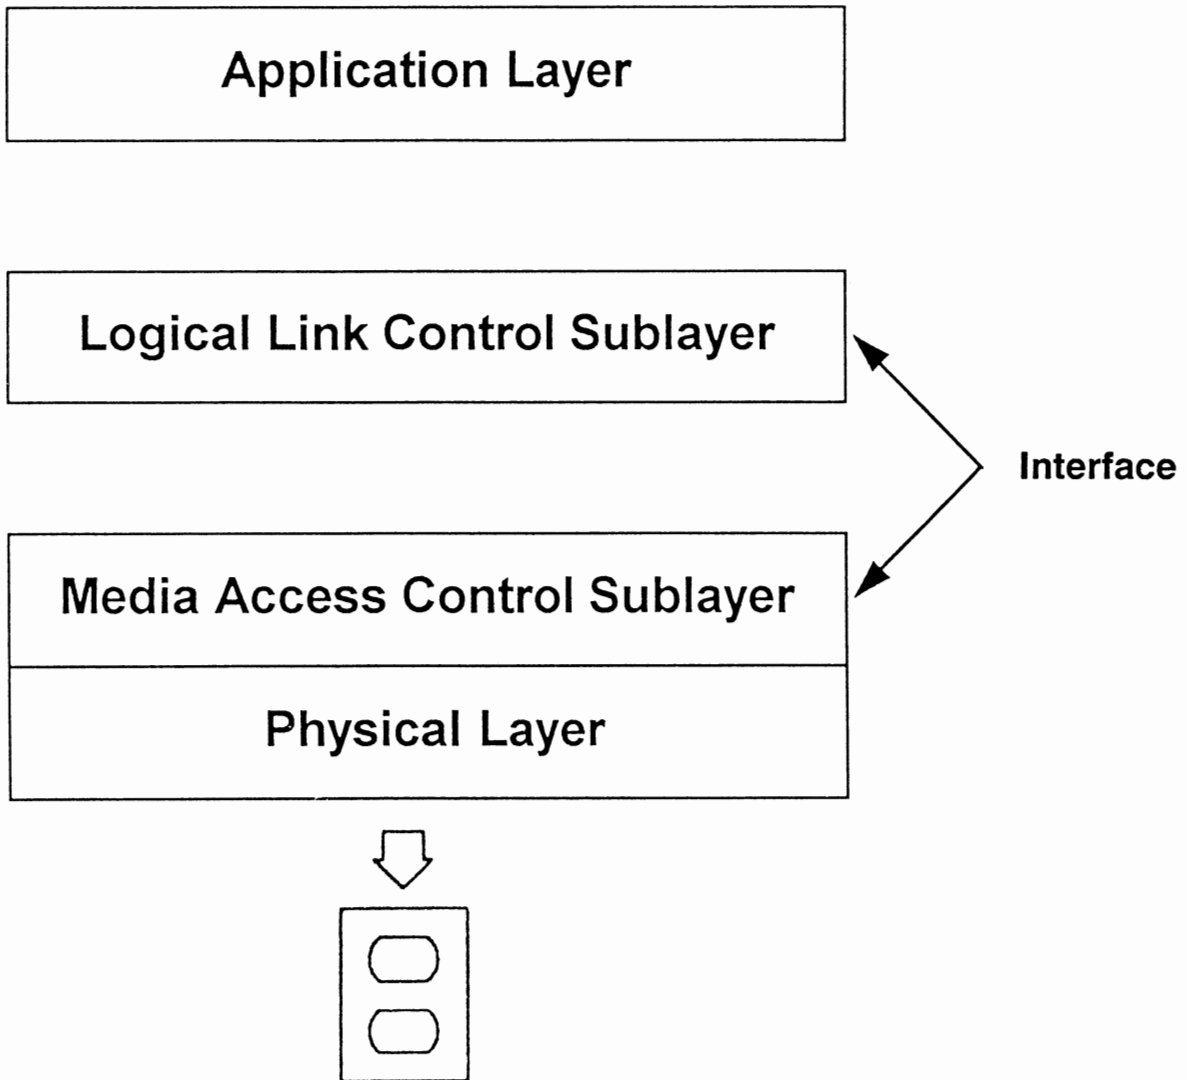 Application Layer
Logical Link Control Sublayer
Interface
Media Access Control Sublayer
Physical Layer